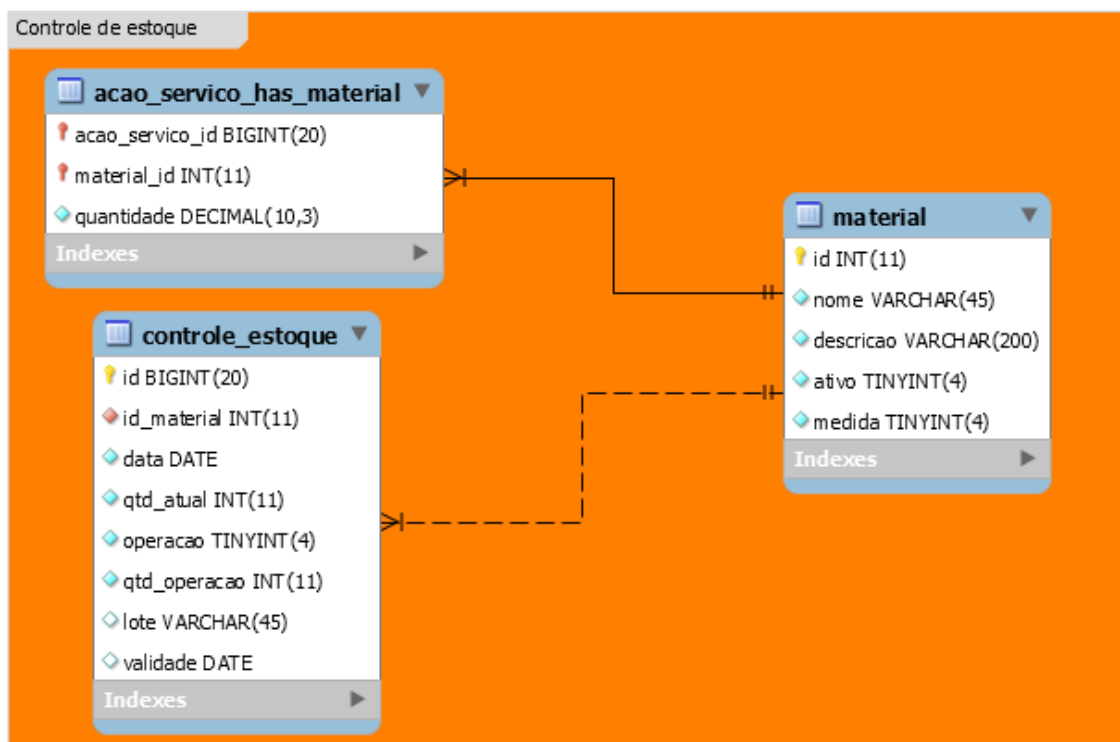 Controle de estoque
acao_servico_has_material
acao_servico_id BIGINT(20)
material_id INT(11)
quantidade DECIMAL(10,3)
Indexes
controle_estoque
id BIGINT(20)
id_material INT(11)
data DATE
qtd_atual INT(11)
operacao TINYINT(4)
qtd_operacao INT(11)
lote VARCHAR(45)
validade DATE
Indexes
material
id INT(11)
nome VARCHAR(45)
descricao VARCHAR(200)
ativo TINYINT(4)
medida TINYINT(4)
Indexes